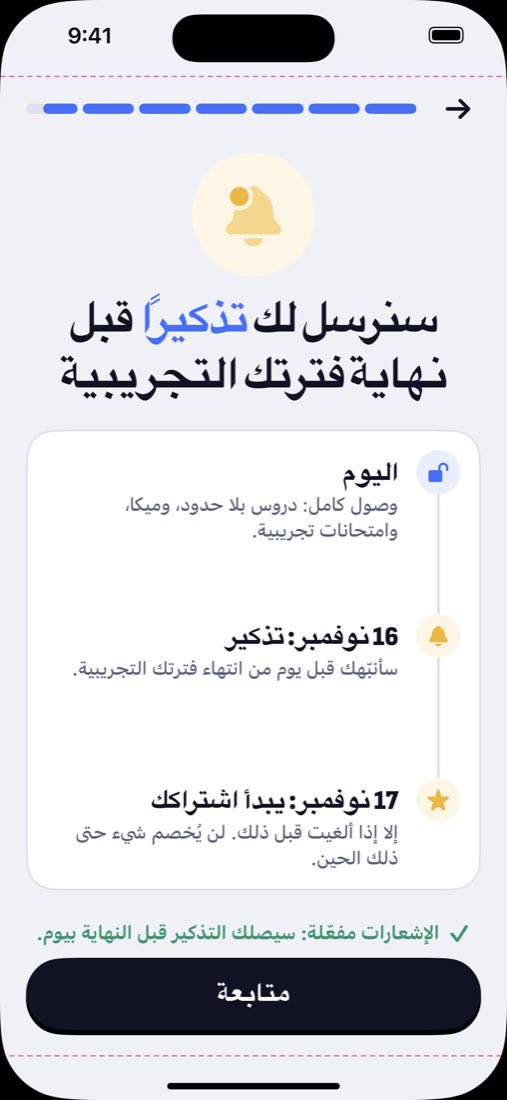 9:41
سنرسل لك تذكيرًا قبل
نهاية فترتك التجريبية
اليوم
وصول كامل: دروس بلا حدود، وميكا،
وامتحانات تجريبية.
16 نوفمبر: تذكير
سأنبّهك قبل يوم من انتهاء فترتك التجريبية.
17 نوفمبر: يبدأ اشتراكك
إلا إذا ألغيت قبل ذلك. لن يُخصم شيء حتى
ذلك الحين.
الإشعارات مفعّلة: سيصلك التذكير قبل النهاية بيوم.
متابعة